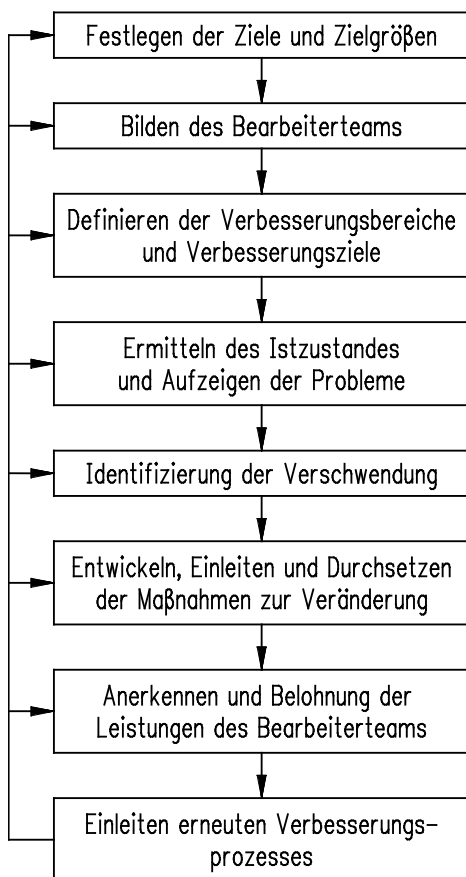 Festlegen der Ziele und Zielgrößen
Bilden des Bearbeiterteams
Definieren der Verbesserungsbereiche
und Verbesserungsziele
Ermitteln des Istzustandes
und Aufzeigen der Probleme
Identifizierung der Verschwendung
Entwickeln, Einleiten und Durchsetzen
der Maßnahmen zur Veränderung
Anerkennen und Belohnung der
Leistungen des Bearbeiterteams
Einleiten erneuten Verbesserungs-
prozesses